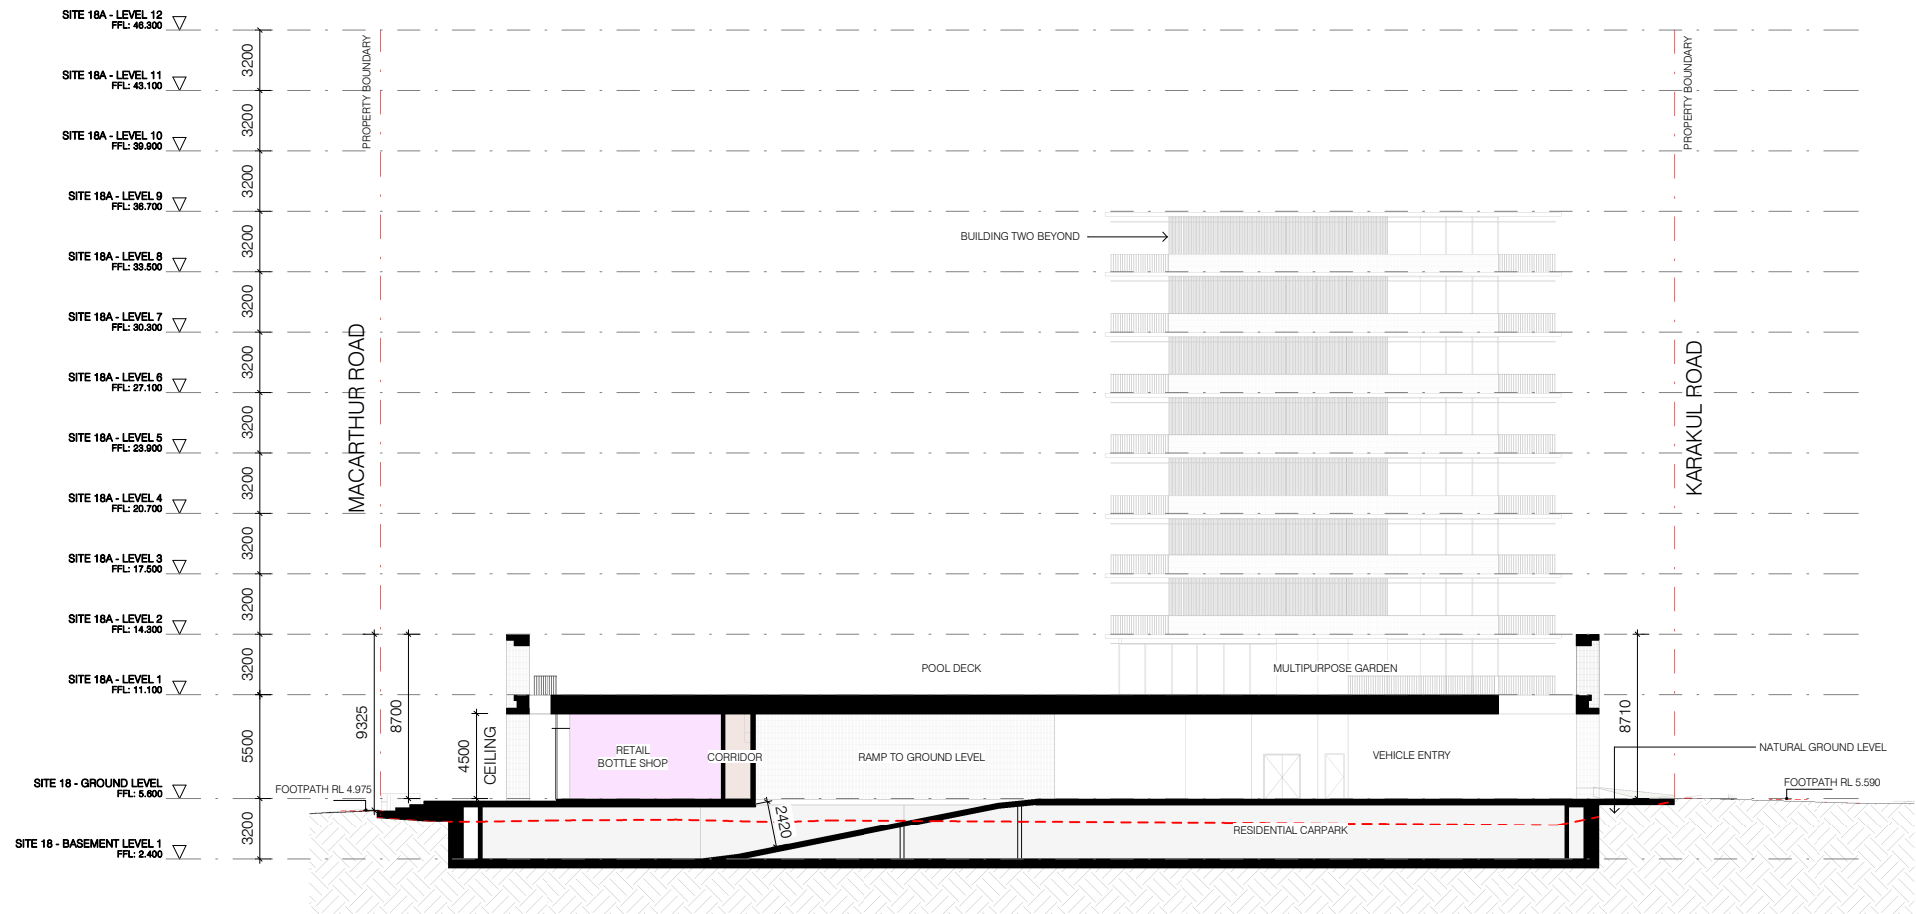 SITE 18A - LEVEL 12
FFL: 46.300
SITE 18A - LEVEL 11
FFL: 43.100
SITE 18A - LEVEL 10
FFL: 39.900
SITE 18A - LEVEL 9
FFL: 36.700
SITE 18A - LEVEL 8
FFL: 33.500
SITE 18A - LEVEL 7
FFL: 30.300
SITE 18A - LEVEL 6
FFL: 27.100
SITE 18A - LEVEL 5
FFL: 23.900
SITE 18A - LEVEL 4
FFL: 20.700
SITE 18A - LEVEL 3
FFL: 17.500
SITE 18A - LEVEL 2
FFL: 14.300
SITE 18A - LEVEL 1
FFL: 11.100
SITE 18 - GROUND LEVEL
FFL: 5.600
SITE 18 - BASEMENT LEVEL 1
FFL: 2.400
3200
3200
3200
3200
3200
3200
3200
3200
3200
3200
3200
5500
3200
PROPERTY BOUNDARY
MACARTHUR ROAD
9325
8700
FOOTPATH RL 4.975
4500
CEILING
BUILDING TWO BEYOND
POOL DECK
MULTIPURPOSE GARDEN
RETAIL
BOTTLE SHOP
CORRIDOR
RAMP TO GROUND LEVEL
VEHICLE ENTRY
2420
RESIDENTIAL CARPARK
8710
PROPERTY BOUNDARY
KARAKUL ROAD
NATURAL GROUND LEVEL
FOOTPATH RL 5.590